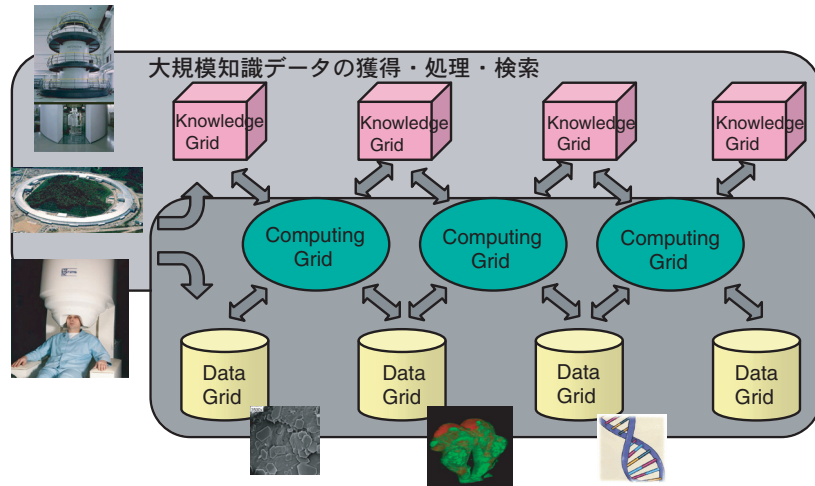 大規模知識データの獲得・処理・検索
Knowledge
Grid
Knowledge
Grid
Knowledge
Grid
Knowledge
Grid
Computing
Grid
Computing
Grid
Computing
Grid
Data
Grid
Data
Grid
Data
Grid
Data
Grid